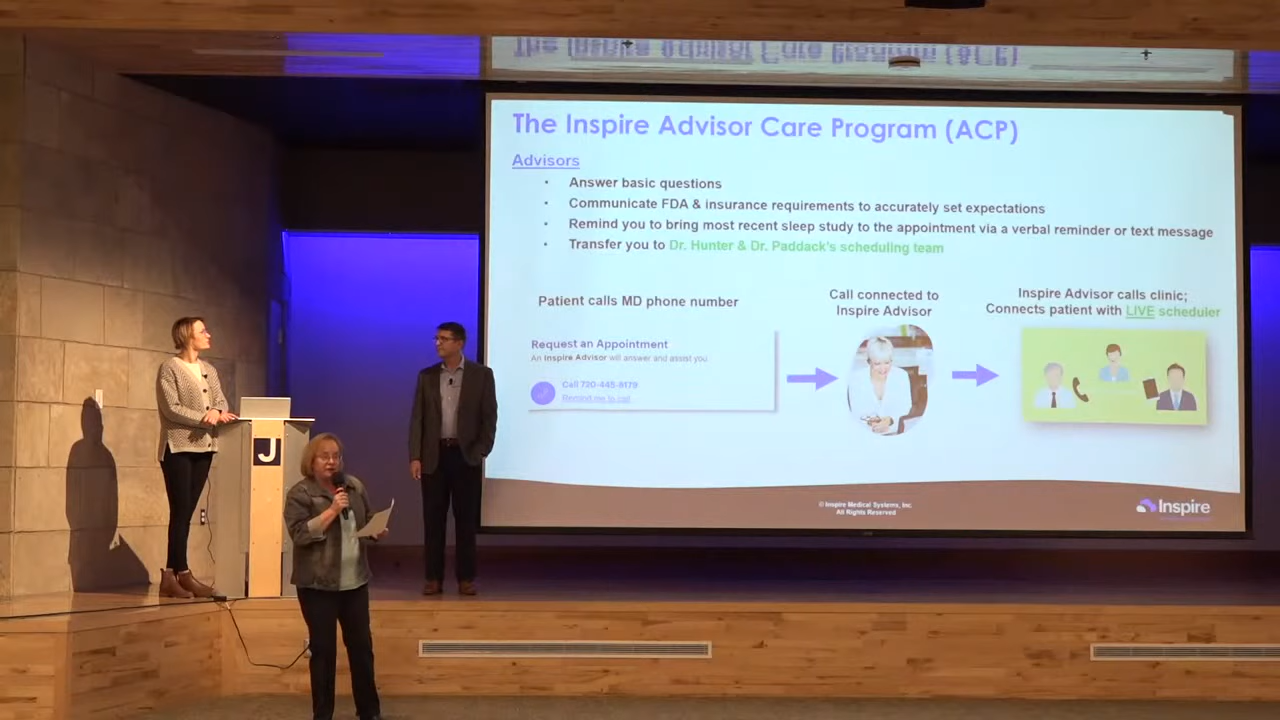 The Inspire Advisor Care Program (ACP)
Advisors
• Answer basic questions
• Communicate FDA & insurance requirements to accurately set expectations
• Remind you to bring most recent sleep study to the appointment via a verbal reminder or text message
• Transfer you to Dr. Hunter & Dr. Paddack's scheduling team
Patient calls MD phone number
Call connected to
Inspire Advisor
Inspire Advisor calls clinic;
Connects patient with LIVE scheduler
Request an Appointment
An Inspire Advisor will answer and assist you.
Call 720-445-8179
Remind me to call
J
© Inspire Medical Systems, Inc.
All Rights Reserved
Inspire